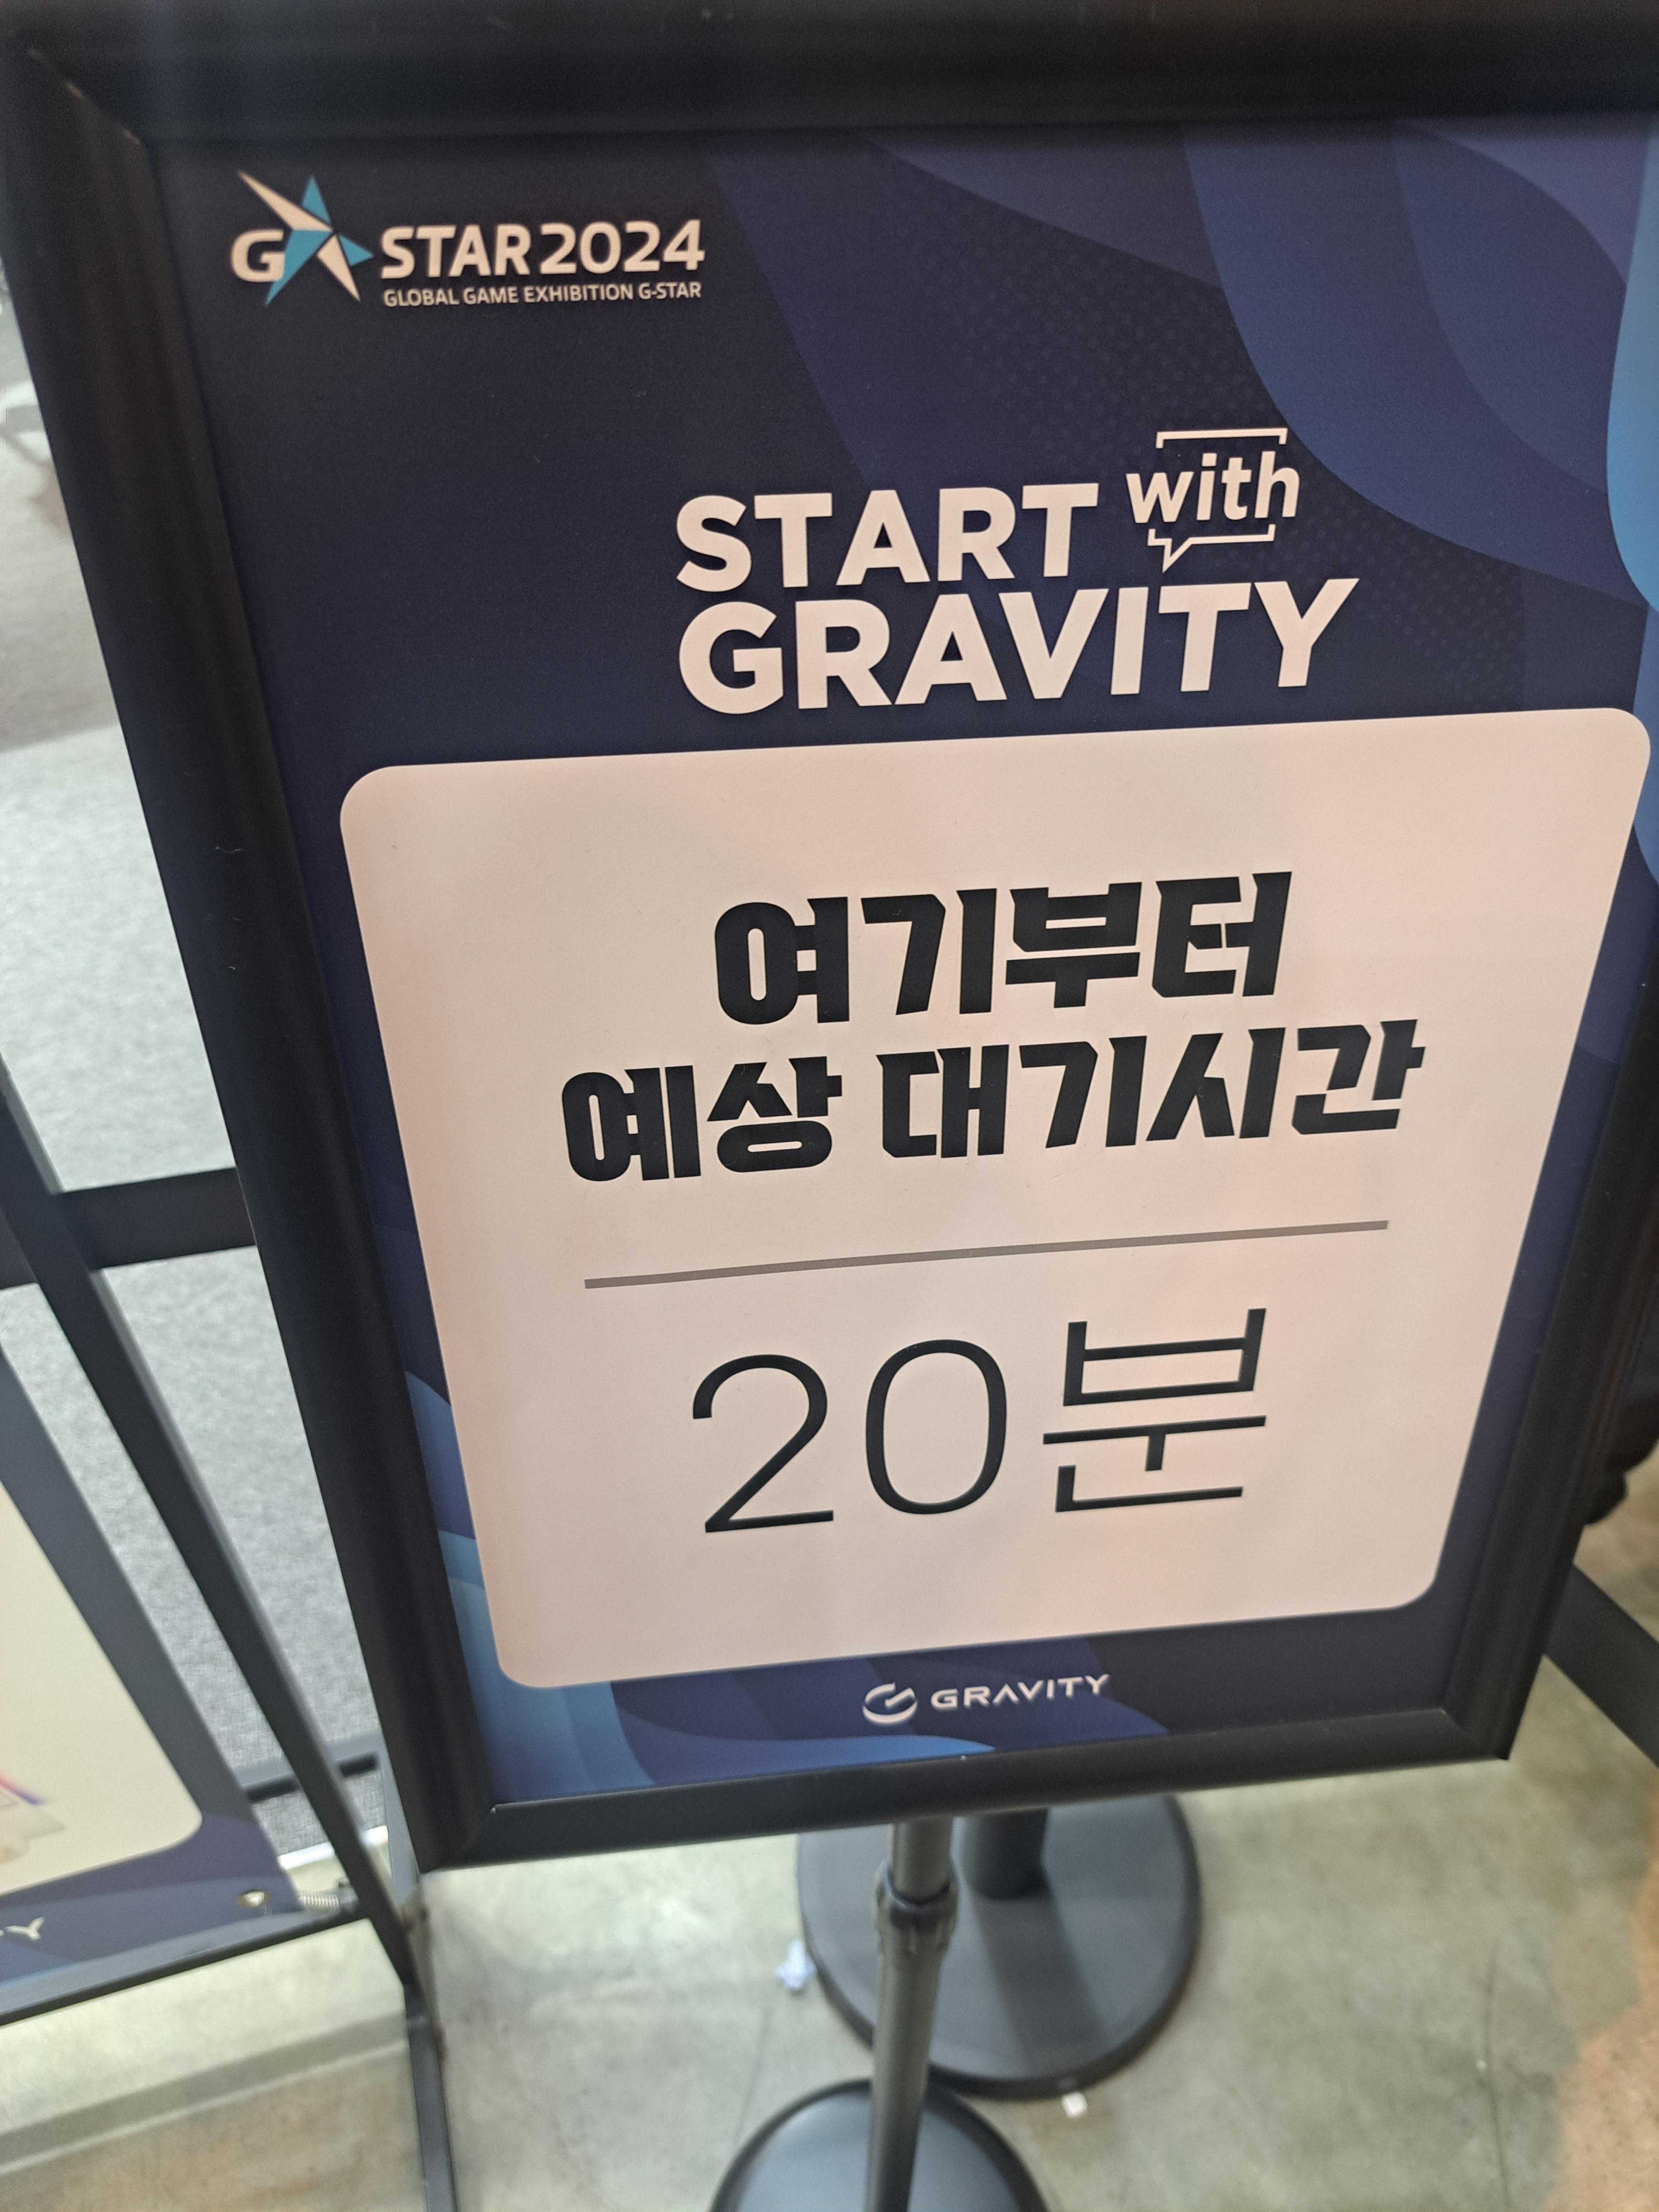 G STAR 2024
GLOBAL GAME EXHIBITION G-STAR
START with
GRAVITY
여기부터
예상 대기시간
20분
GRAVITY